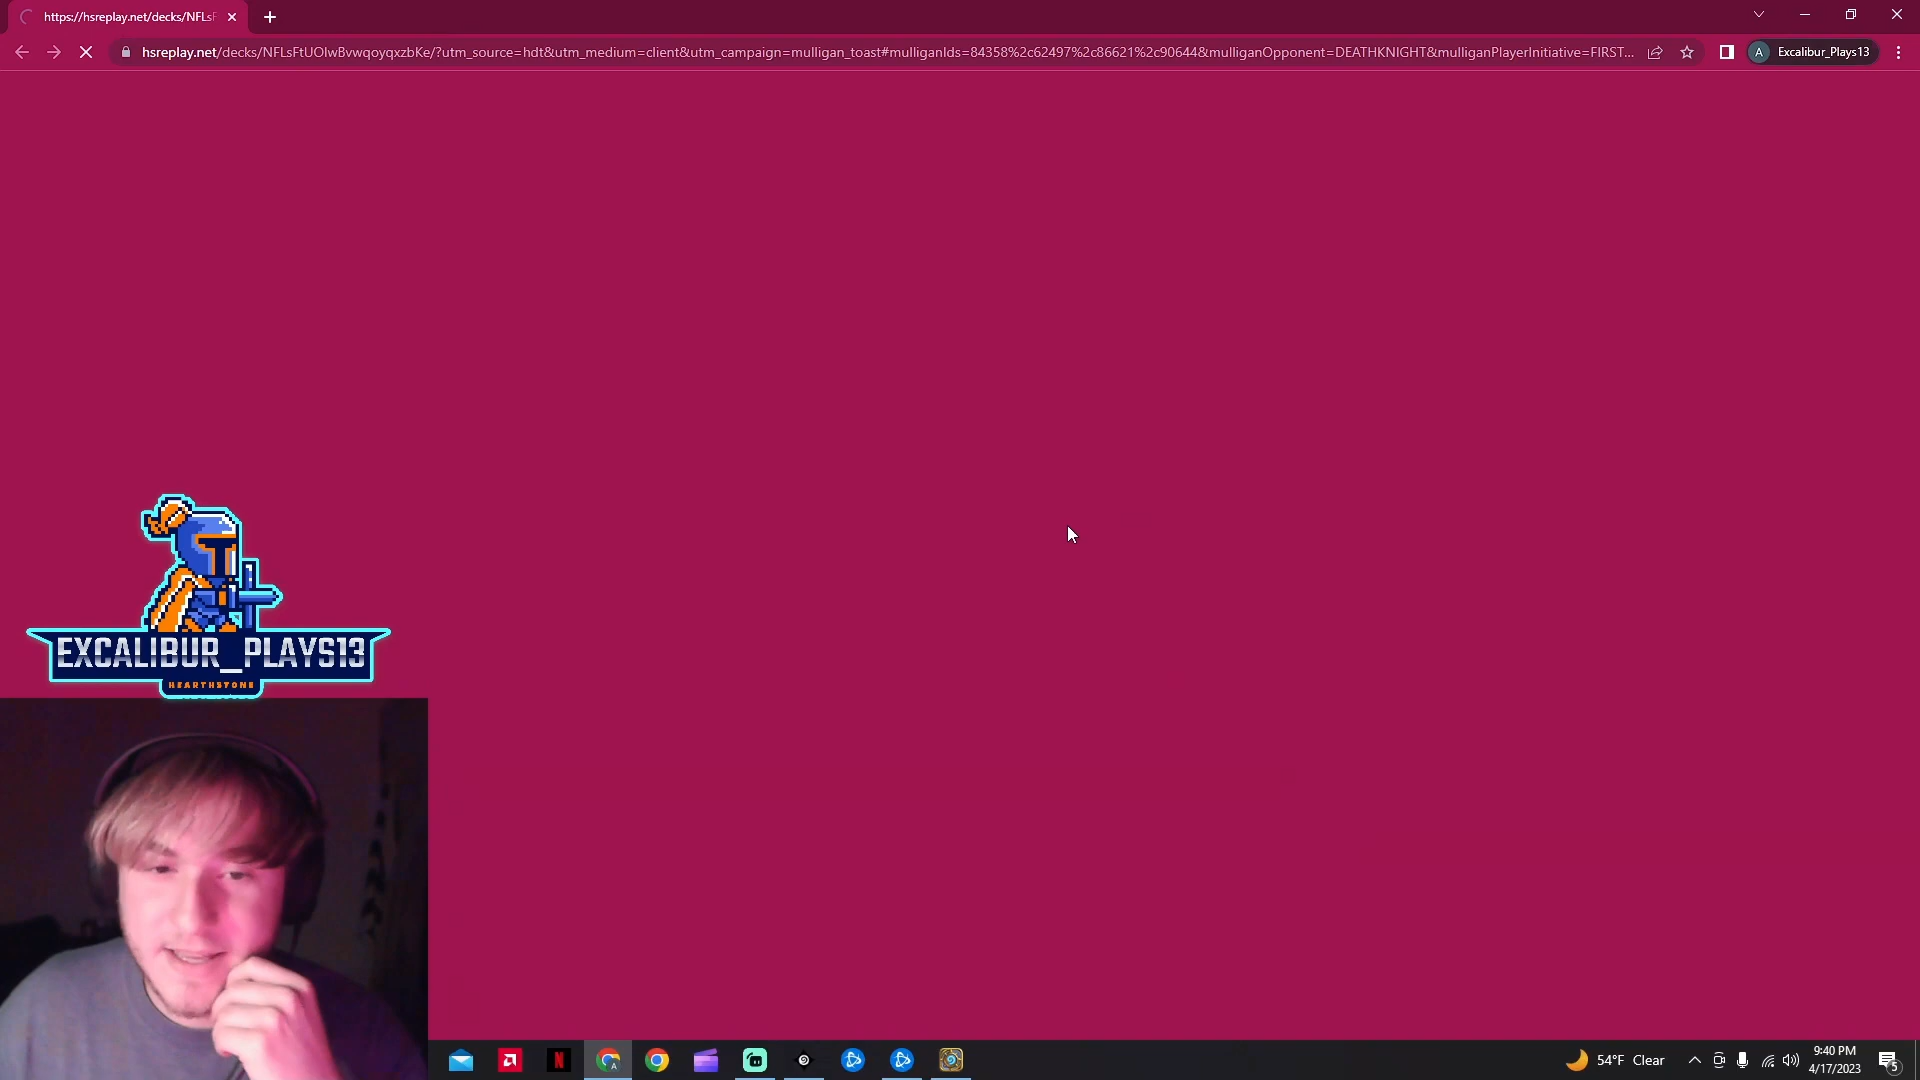 https://hsreplay.net/decks/NFLsF
hsreplay.net/decks/NFLsFtUOlwBvwqoyqxzbKe/?utm_source=hdt&utm_medium=client&utm_campaign=mulligan_toast#mulliganIds=84358%2c62497%2c86621%2c90644&mulliganOpponent=DEATHKNIGHT&mulliganPlayerInitiative=FIRST...
A
Excalibur_Plays13
EXCALIBUR_PLAYS13
HEARTHSTONE
54°F Clear
9:40 PM
4/17/2023
5